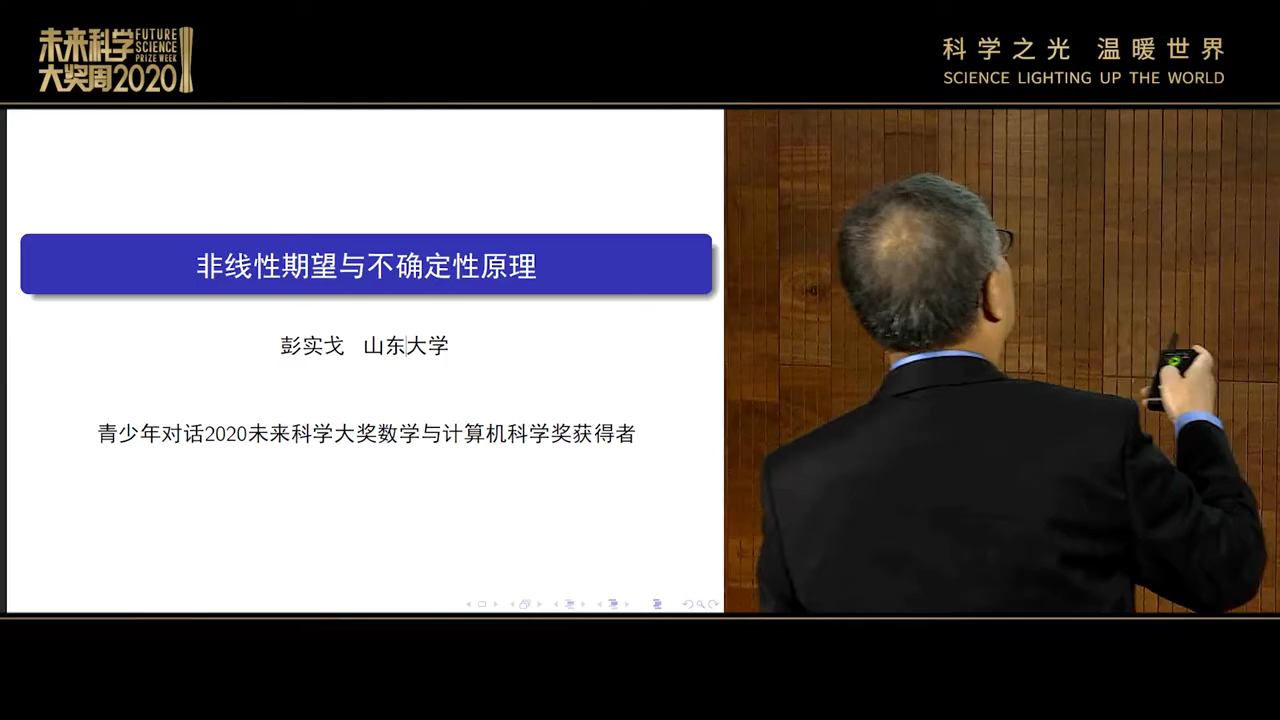 未来科学
大奖周2020
FUTURE
SCIENCE
PRIZE WEEK
科学之光 温暖世界
SCIENCE LIGHTING UP THE WORLD
非线性期望与不确定性原理
彭实戈 山东大学
青少年对话2020未来科学大奖数学与计算机科学奖获得者